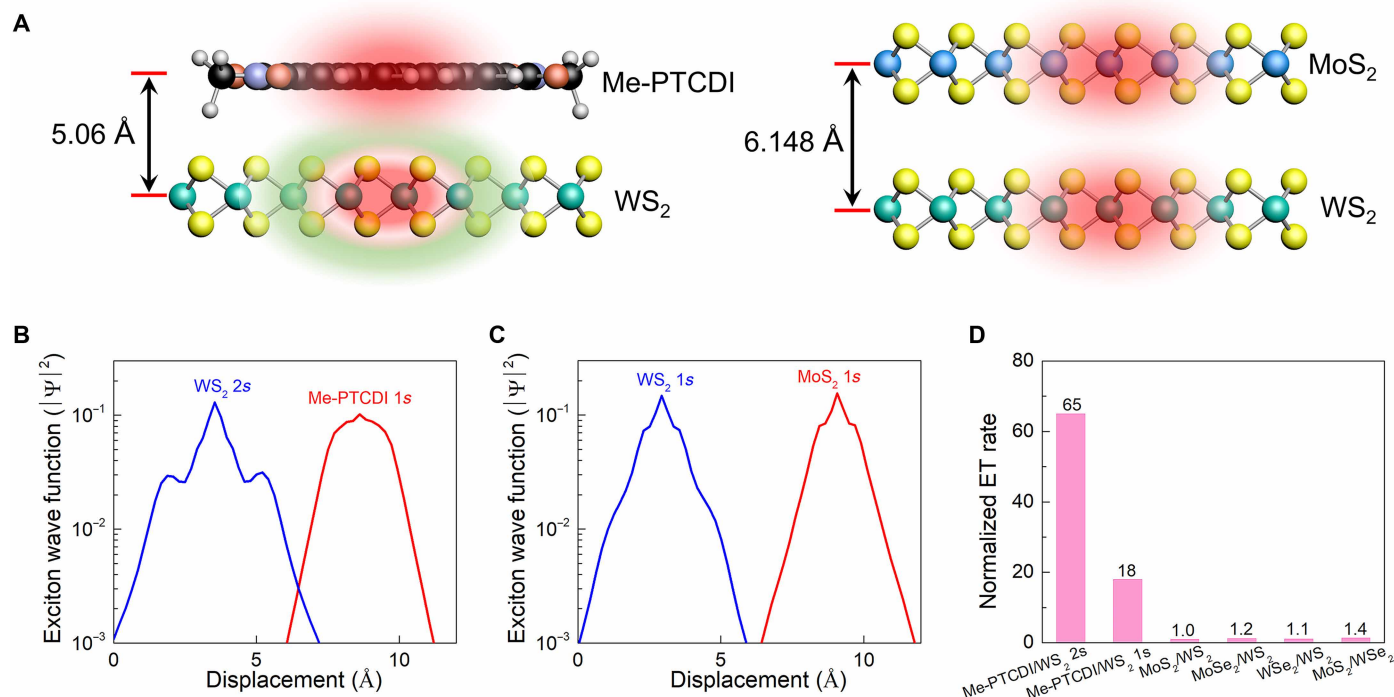 A
Me-PTCDI
5.06 Å
WS₂
MoS₂
6.148 Å
WS₂
B
Exciton wave function (|Ψ|²)
10⁻¹
10⁻²
10⁻³
WS₂ 2s
Me-PTCDI 1s
0 5 10
Displacement (Å)
C
Exciton wave function (|Ψ|²)
10⁻¹
10⁻²
10⁻³
WS₂ 1s
MoS₂ 1s
0 5 10
Displacement (Å)
D
Normalized ET rate
80
60
40
20
0
65
18
1.0
1.2
1.1
1.4
Me-PTCDI/WS₂ 2s
Me-PTCDI/WS₂ 1s
MoS₂/WS₂
MoSe₂/WS₂
WSe₂/WS₂
MoS₂/WSe₂